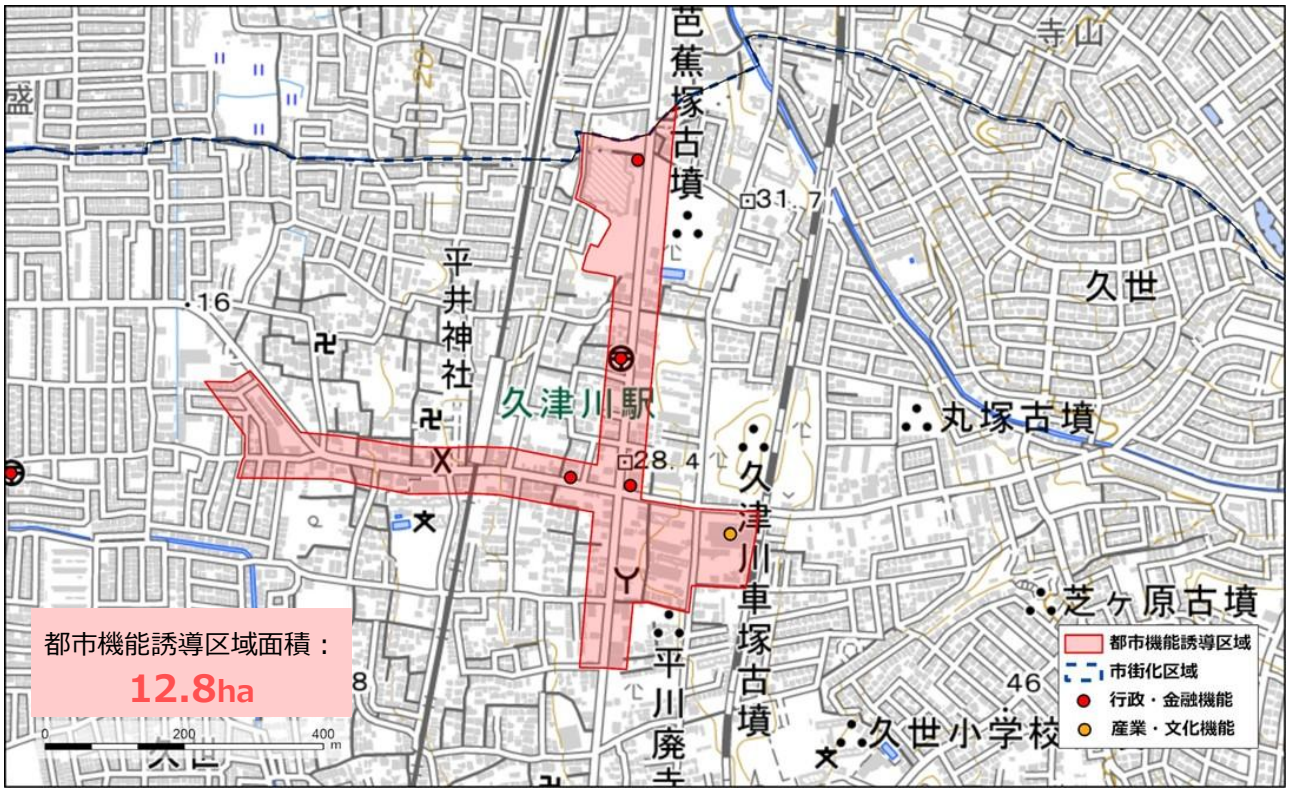 芭蕉塚古墳
寺山
盛
20
31.7
平井神社
久世
16
久津川駅
丸塚古墳
28.4
久津川車塚古墳
芝ヶ原古墳
都市機能誘導区域面積：
12.8ha
8
平川廃寺
46
久世小学校
都市機能誘導区域
市街化区域
行政・金融機能
産業・文化機能
0 200 400 m
久世